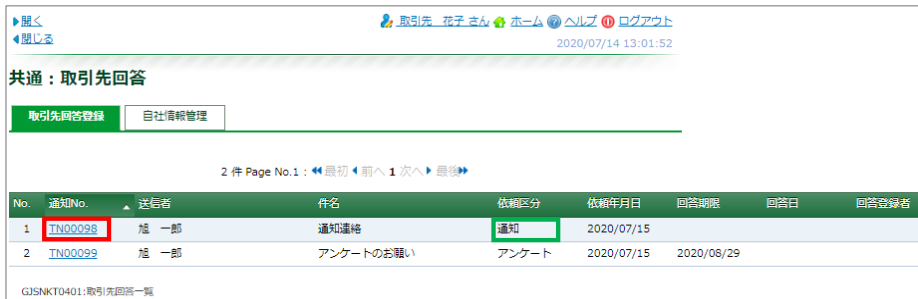 開く
取引先 花子 さん ホーム ヘルプ ログアウト
閉じる
2020/07/14 13:01:52
共通：取引先回答
取引先回答登録 自社情報管理
2 件 Page No.1 : 最初 前へ 1 次へ 最後
No. 通知No. 送信者 件名 依頼区分 依頼年月日 回答期限 回答日 回答登録者
1 TN00098 旭 一郎 通知連絡 通知 2020/07/15
2 TN00099 旭 一郎 アンケートのお願い アンケート 2020/07/15 2020/08/29
GJSNKT0401:取引先回答一覧